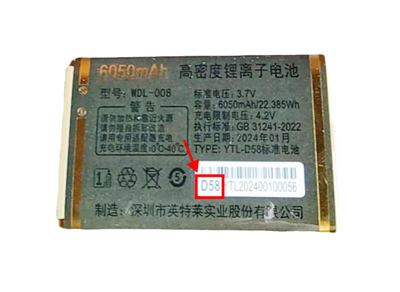 6050mAh 高密度锂离子电池
型号: WDL-008
标准电压: 3.7V
容量: 6050mAh/22.385Wh
充电限制电压: 4.2V
执行标准: GB 31241-2022
生产日期: 2024年01月
TYPE: YTL-D58标准电池
警告
请勿加热和靠近火源
请勿短路和拆解
请用专用适配器充电
充电环境温度: 0℃-40℃
D58 YTL202400100056
制造: 深圳市英特莱实业股份有限公司